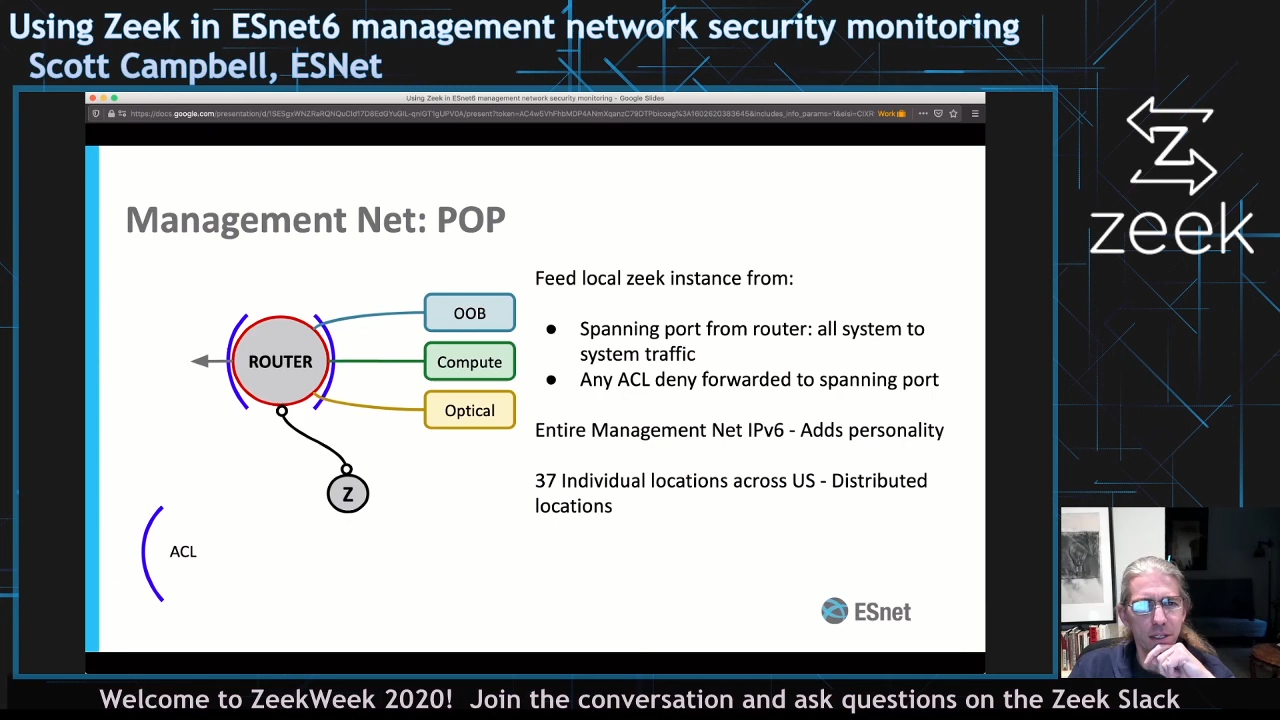 Using Zeek in ESnet6 management network security monitoring
Scott Campbell, ESNet
Using Zeek in ESnet6 management network security monitoring - Google Slides
Work
zeek
Management Net: POP
ROUTER
OOB
Compute
Optical
Z
ACL
Feed local zeek instance from:
● Spanning port from router: all system to
system traffic
● Any ACL deny forwarded to spanning port
Entire Management Net IPv6 - Adds personality
37 Individual locations across US - Distributed
locations
ESnet
Welcome to ZeekWeek 2020! Join the conversation and ask questions on the Zeek Slack